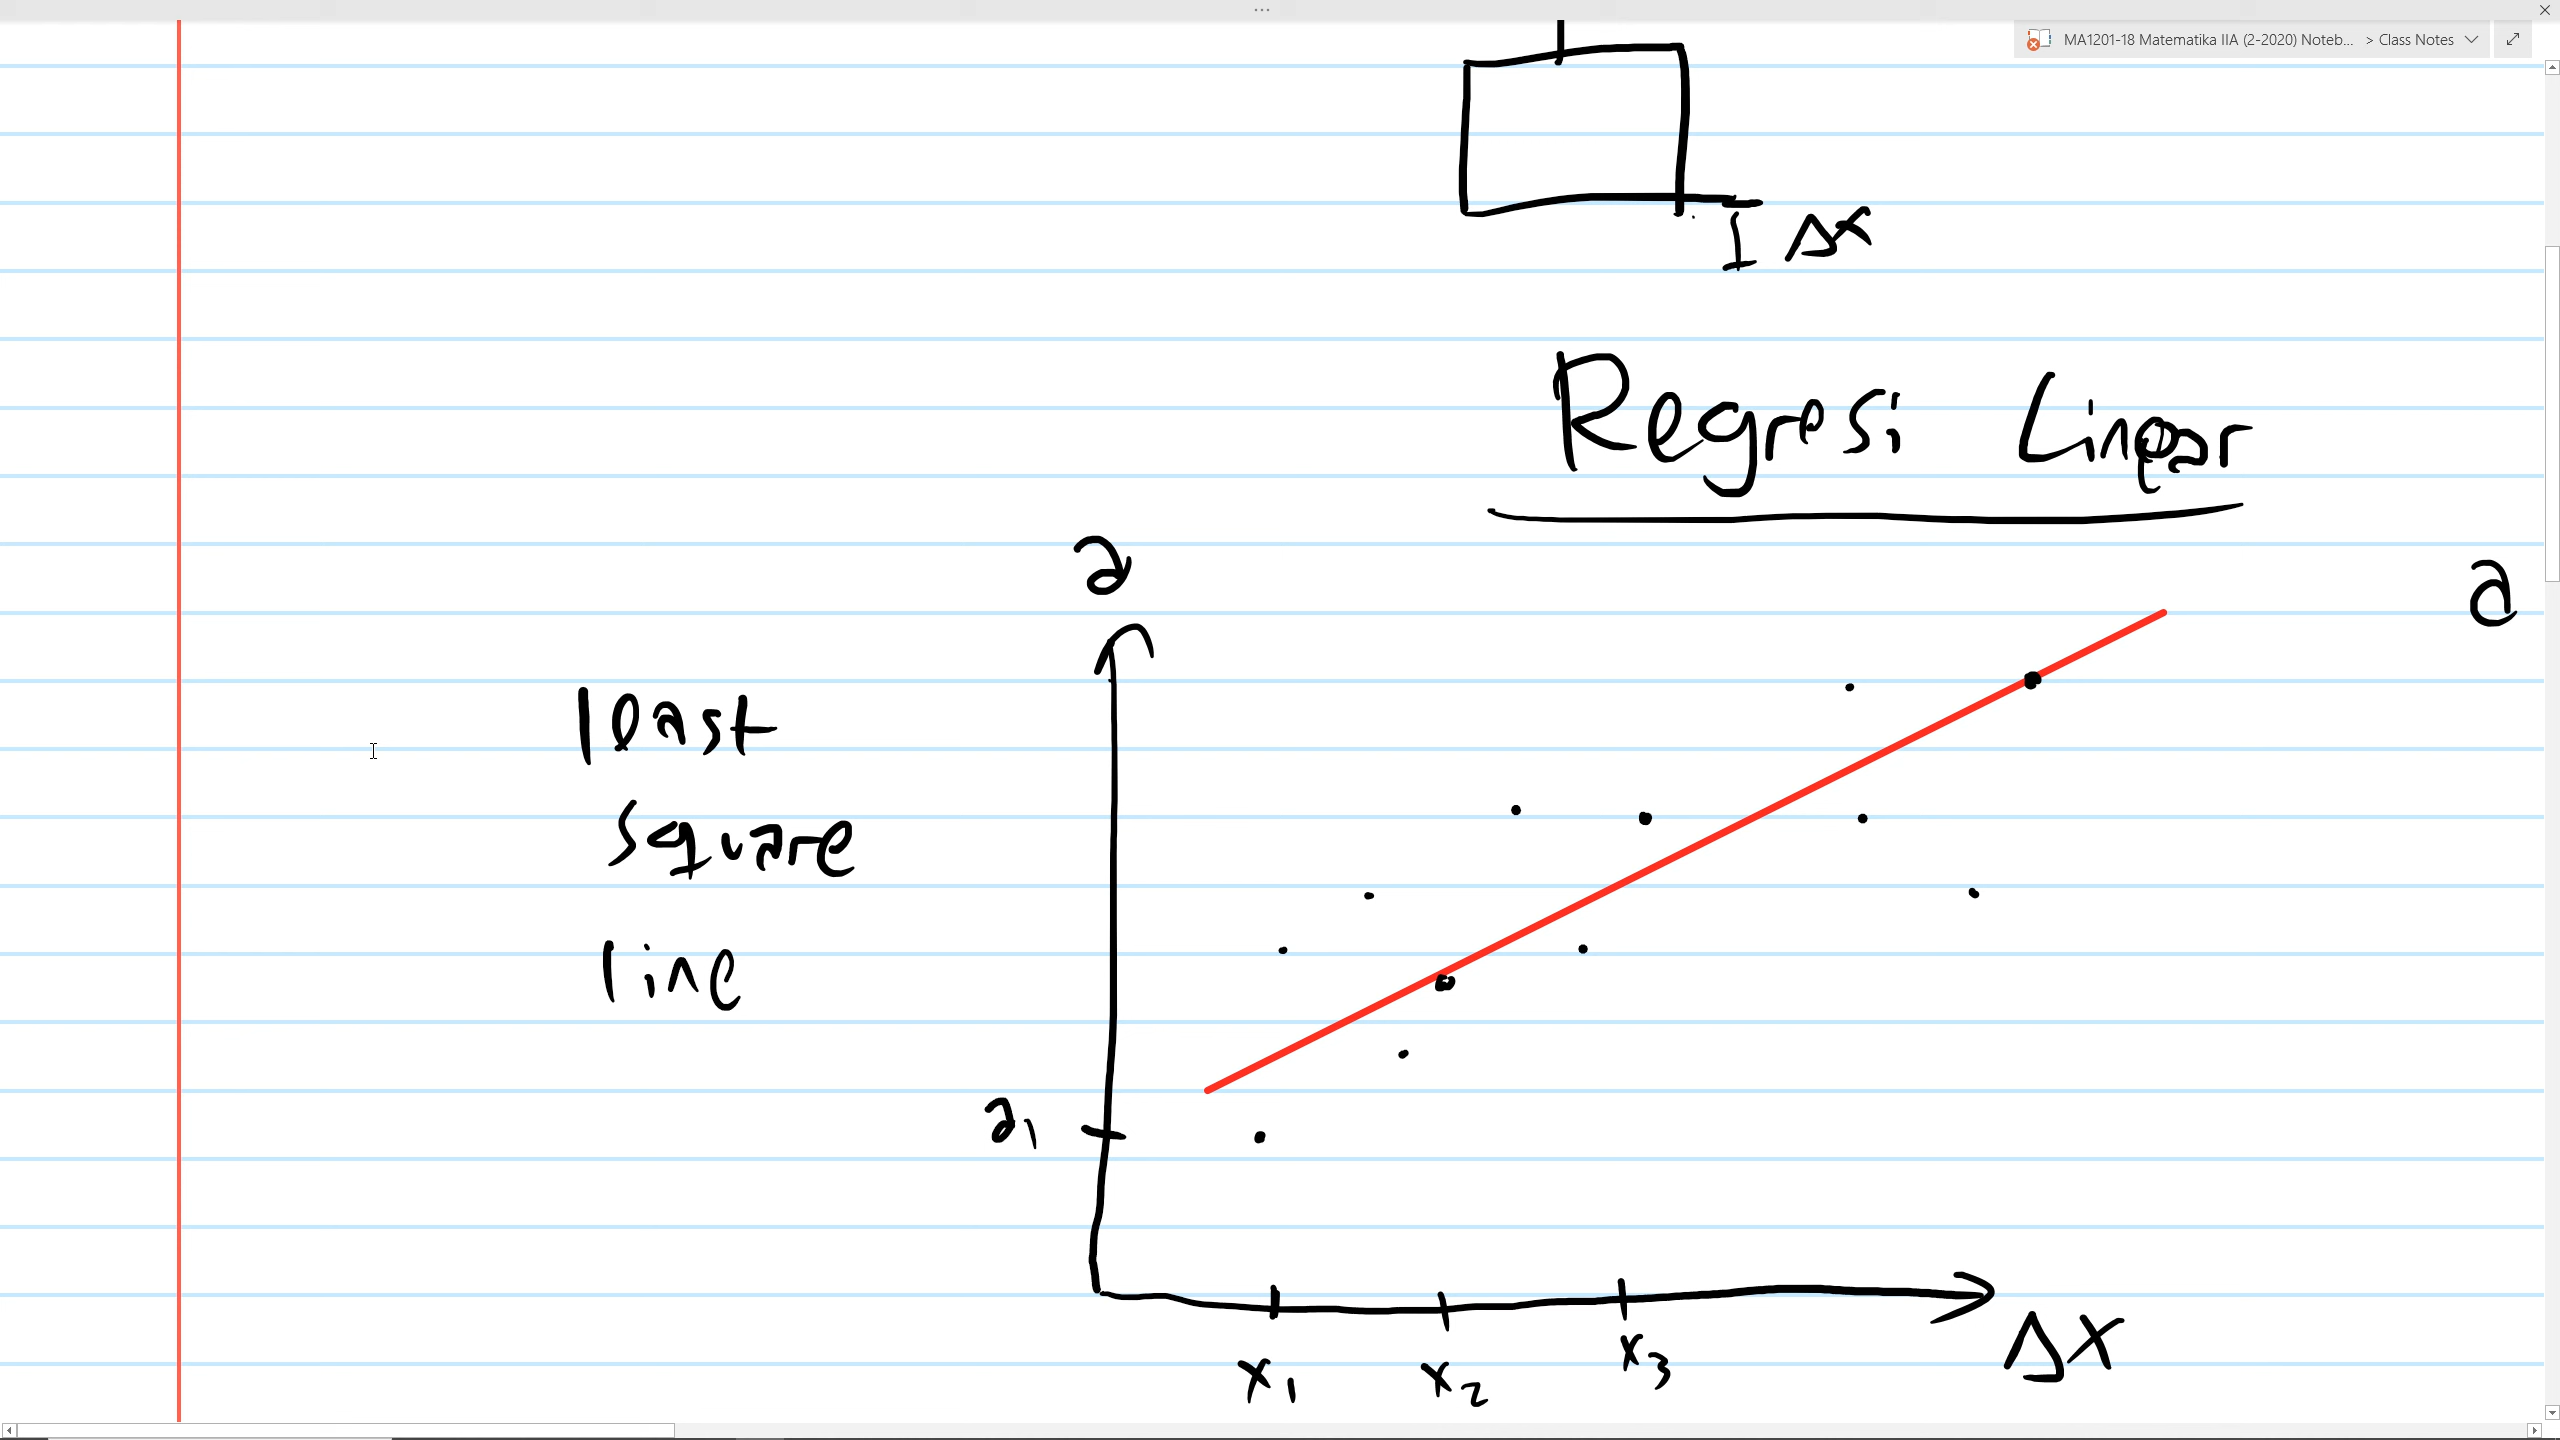 MA1201-18 Matematika IIA (2-2020) Noteb... > Class Notes
Δx
Regresi Linear
a
a
least
square
line
a1
x1 x2 x3
Δx